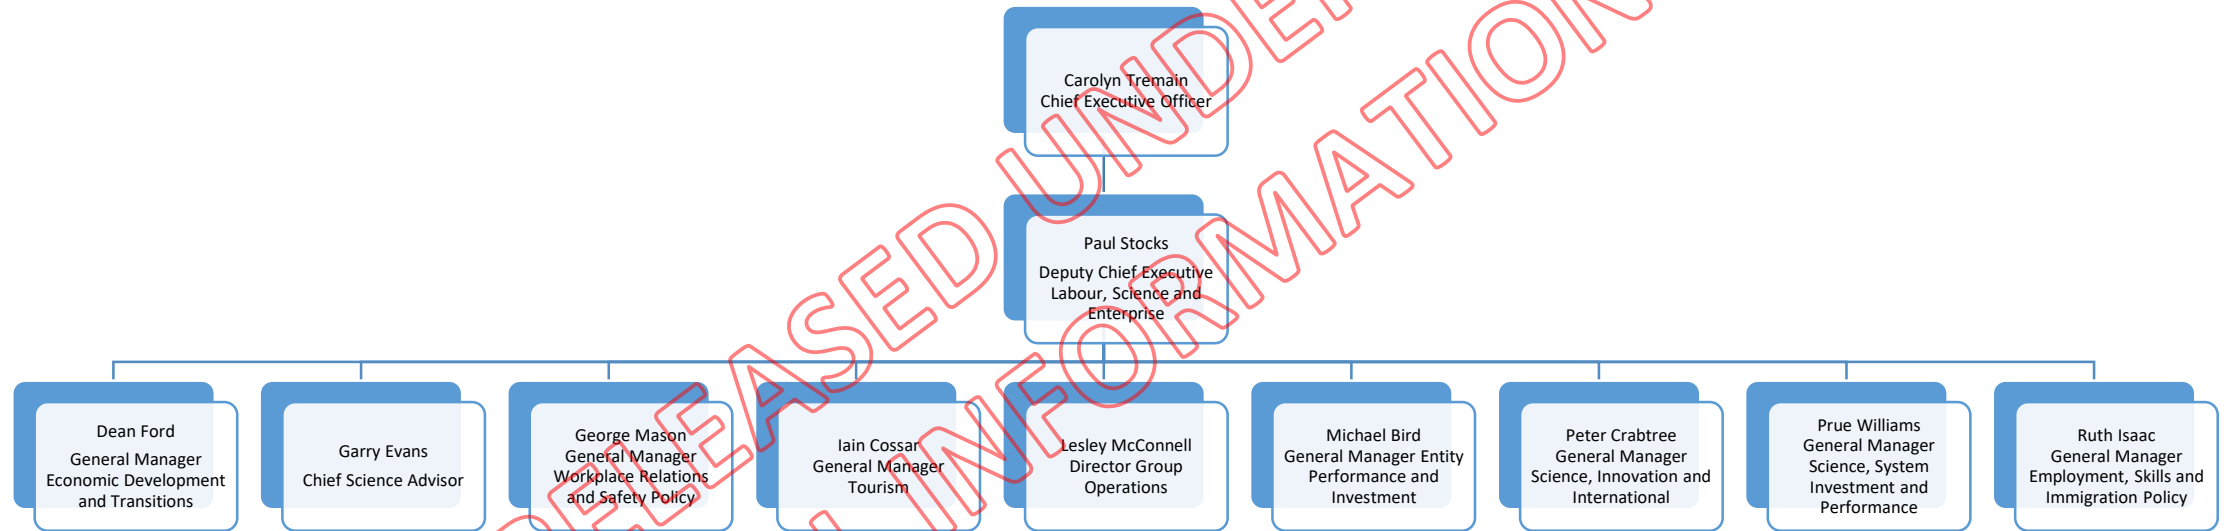 Carolyn Tremain
Chief Executive Officer
Paul Stocks
Deputy Chief Executive
Labour, Science and
Enterprise
Dean Ford
General Manager
Economic Development
and Transitions
Garry Evans
Chief Science Advisor
George Mason
General Manager
Workplace Relations
and Safety Policy
Iain Cossar
General Manager
Tourism
Lesley McConnell
Director Group
Operations
Michael Bird
General Manager Entity
Performance and
Investment
Peter Crabtree
General Manager
Science, Innovation and
International
Prue Williams
General Manager
Science, System
Investment and
Performance
Ruth Isaac
General Manager
Employment, Skills and
Immigration Policy
RELEASED UNDER
INFORMATION